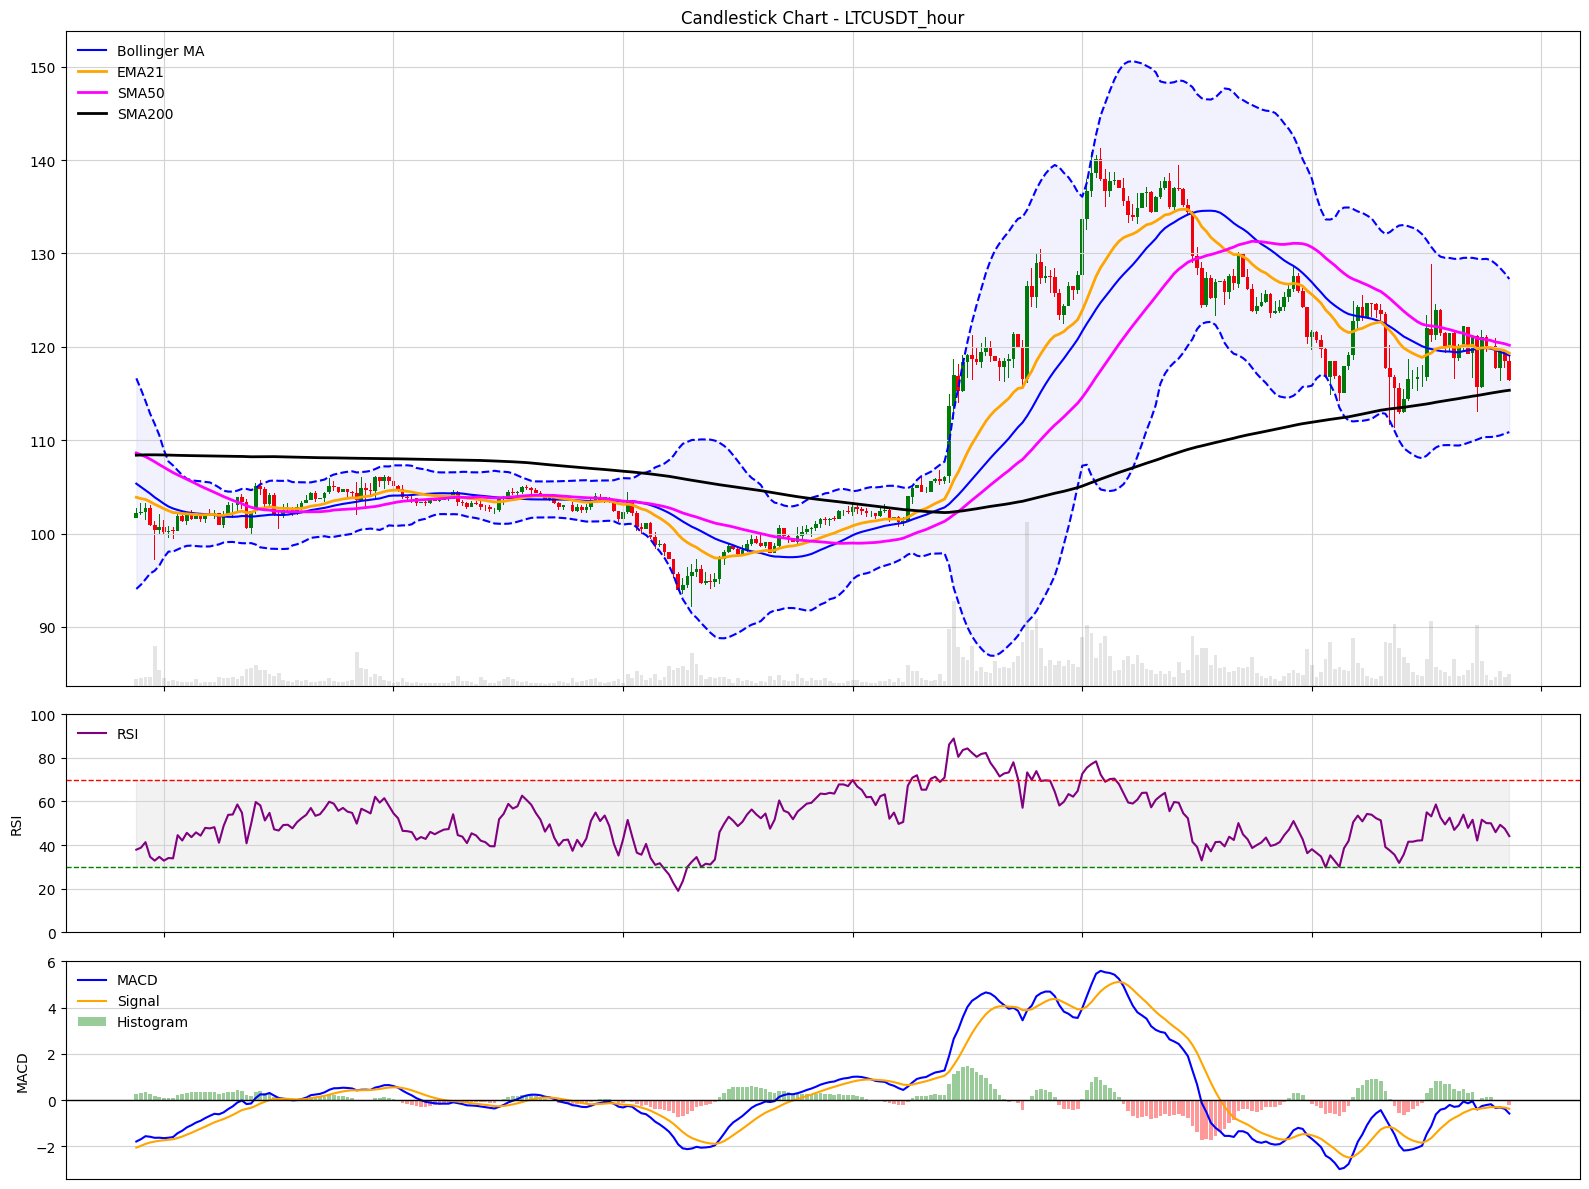 Candlestick Chart - LTCUSDT_hour
Bollinger MA
EMA21
SMA50
SMA200
150
140
130
120
110
100
90
RSI
100
80
60
40
20
0
RSI
MACD
Signal
Histogram
6
4
2
0
−2
MACD